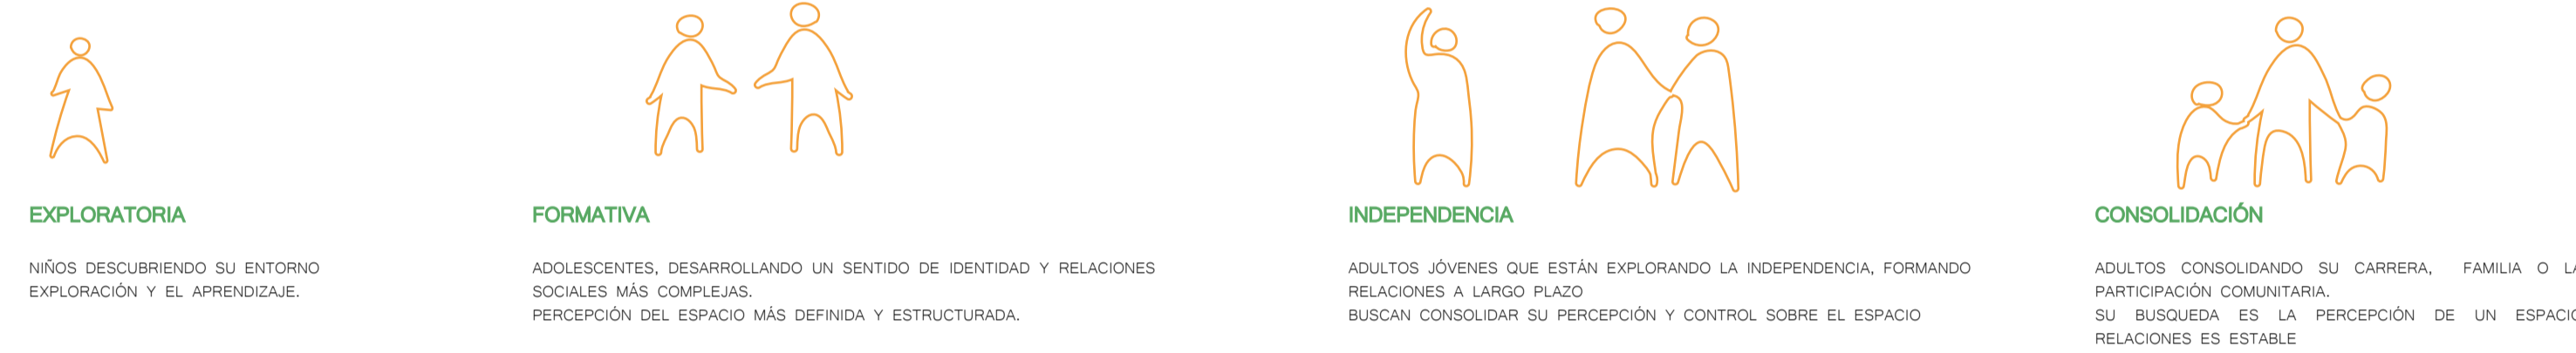 EXPLORATORIA
NIÑOS DESCUBRIENDO SU ENTORNO
EXPLORACIÓN Y EL APRENDIZAJE.
FORMATIVA
ADOLESCENTES, DESARROLLANDO UN SENTIDO DE IDENTIDAD Y RELACIONES
SOCIALES MÁS COMPLEJAS.
PERCEPCIÓN DEL ESPACIO MÁS DEFINIDA Y ESTRUCTURADA.
INDEPENDENCIA
ADULTOS JÓVENES QUE ESTÁN EXPLORANDO LA INDEPENDENCIA, FORMANDO
RELACIONES A LARGO PLAZO
BUSCAN CONSOLIDAR SU PERCEPCIÓN Y CONTROL SOBRE EL ESPACIO
CONSOLIDACIÓN
ADULTOS CONSOLIDANDO SU CARRERA, FAMILIA O LA
PARTICIPACIÓN COMUNITARIA.
SU BUSQUEDA ES LA PERCEPCIÓN DE UN ESPACIO
RELACIONES ES ESTABLE